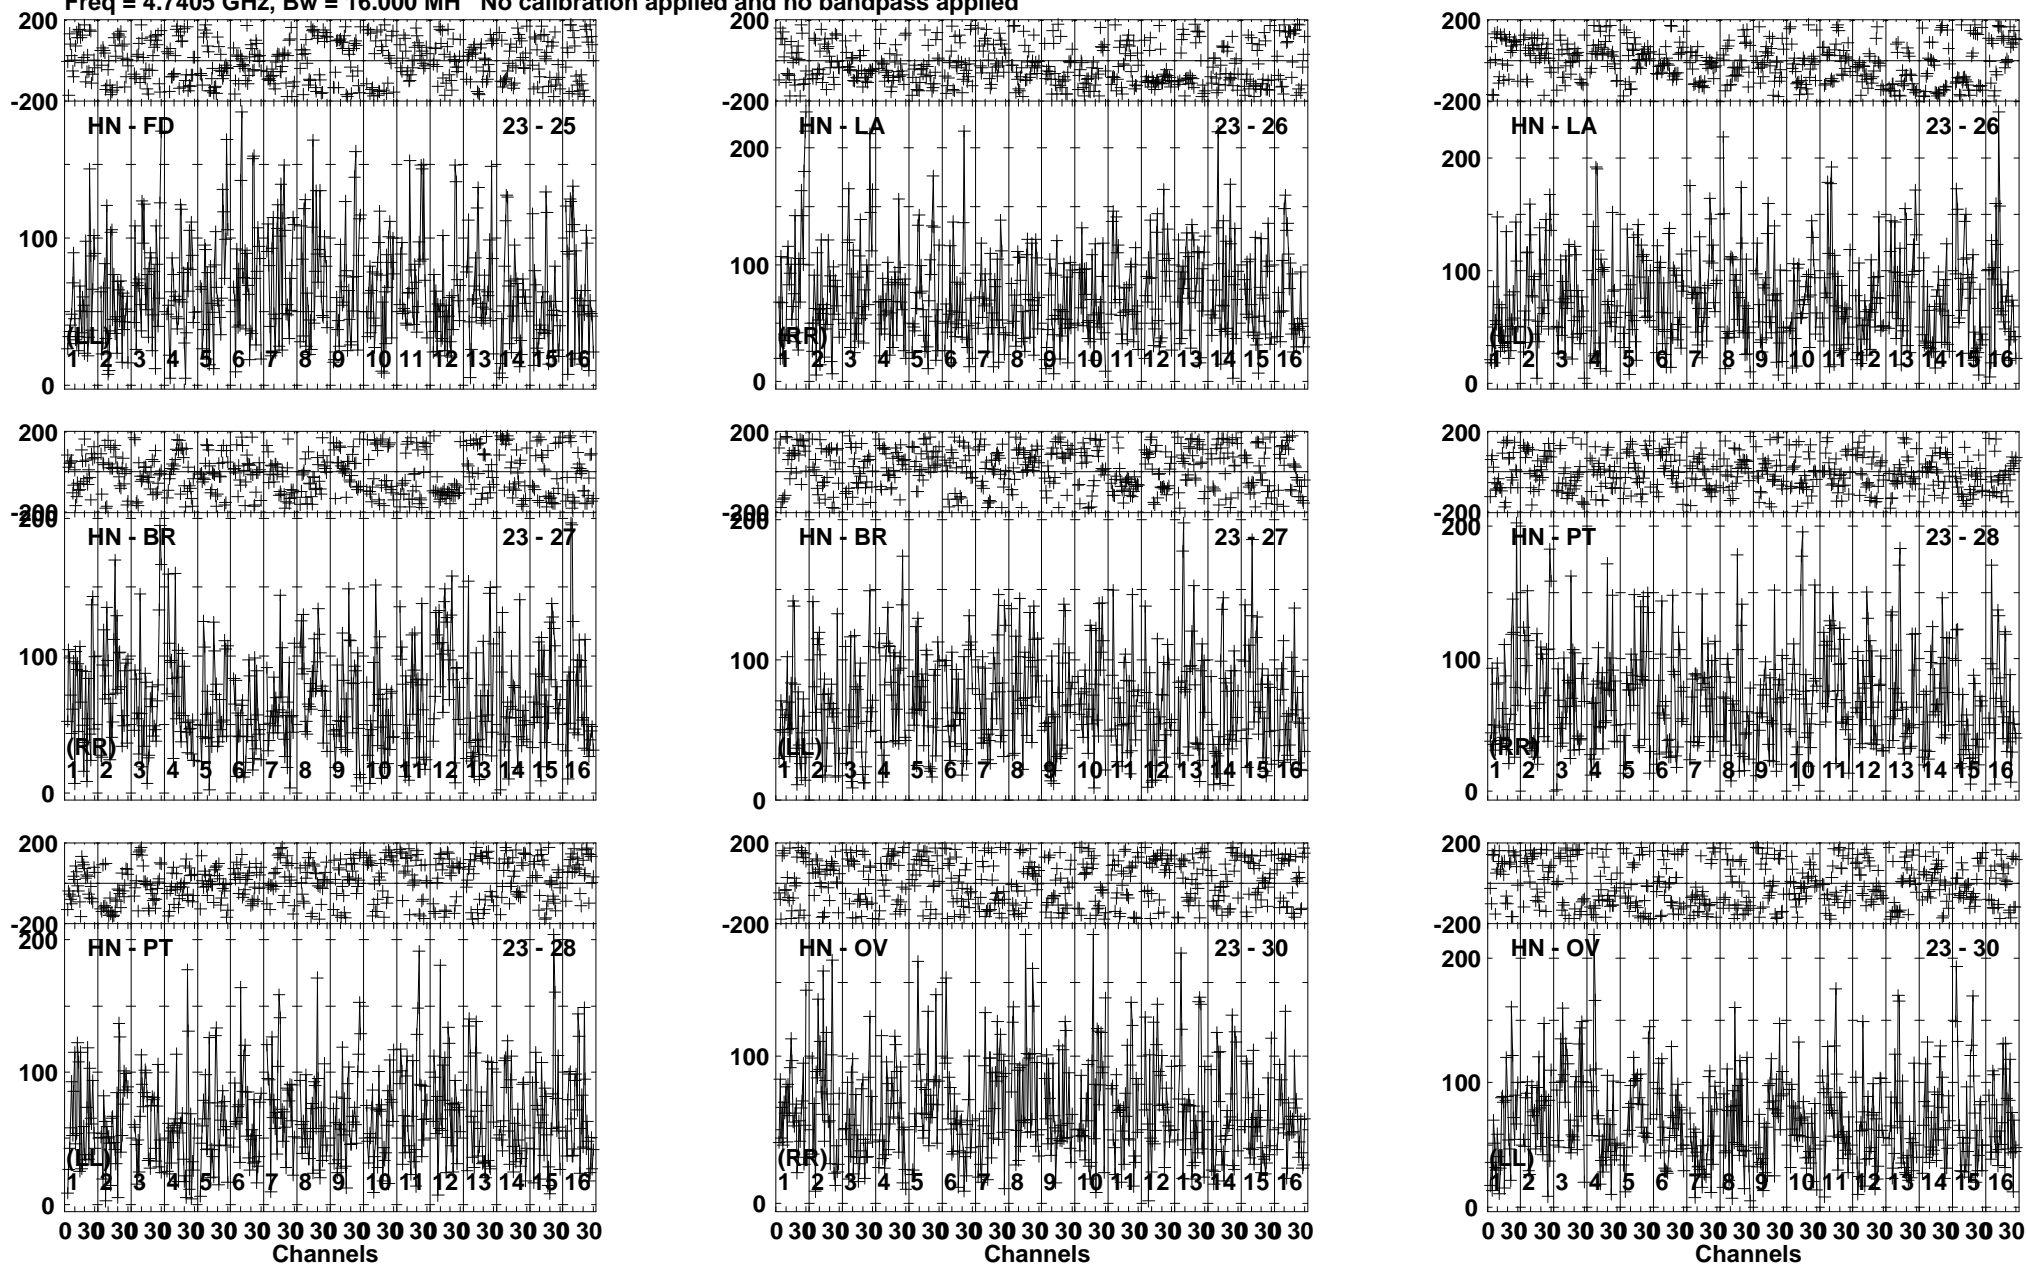 Freq = 4.7405 GHz, Bw = 16.000 MH No calibration applied and no bandpass applied
200 200 200
-200 -200 -200
HN - FD 23 - 25 HN - LA 23 - 26 HN - LA 23 - 26
200 200
100 100 100
(LL) (RR) (LL)
1 2 3 4 5 6 7 8 9 10 11 12 13 14 15 16 1 2 3 4 5 6 7 8 9 10 11 12 13 14 15 16 1 2 3 4 5 6 7 8 9 10 11 12 13 14 15 16
0 0 0
200 200 200
-200 -200 -200
200 200 200
HN - BR 23 - 27 HN - BR 23 - 27 HN - PT 23 - 28
100 100 100
(RR) (LL) (RR)
1 2 3 4 5 6 7 8 9 10 11 12 13 14 15 16 1 2 3 4 5 6 7 8 9 10 11 12 13 14 15 16 1 2 3 4 5 6 7 8 9 10 11 12 13 14 15 16
0 0 0
200 200 200
-200 -200 -200
200 HN - PT 23 - 28 HN - OV 23 - 30 HN - OV 23 - 30
200 200
100 100 100
(LL) (RR) (LL)
1 2 3 4 5 6 7 8 9 10 11 12 13 14 15 16 1 2 3 4 5 6 7 8 9 10 11 12 13 14 15 16 1 2 3 4 5 6 7 8 9 10 11 12 13 14 15 16
0 0 0
0 30 30 30 30 30 30 30 30 30 30 30 30 30 30 30 30 0 30 30 30 30 30 30 30 30 30 30 30 30 30 30 30 30 0 30 30 30 30 30 30 30 30 30 30 30 30 30 30 30 30
Channels Channels Channels